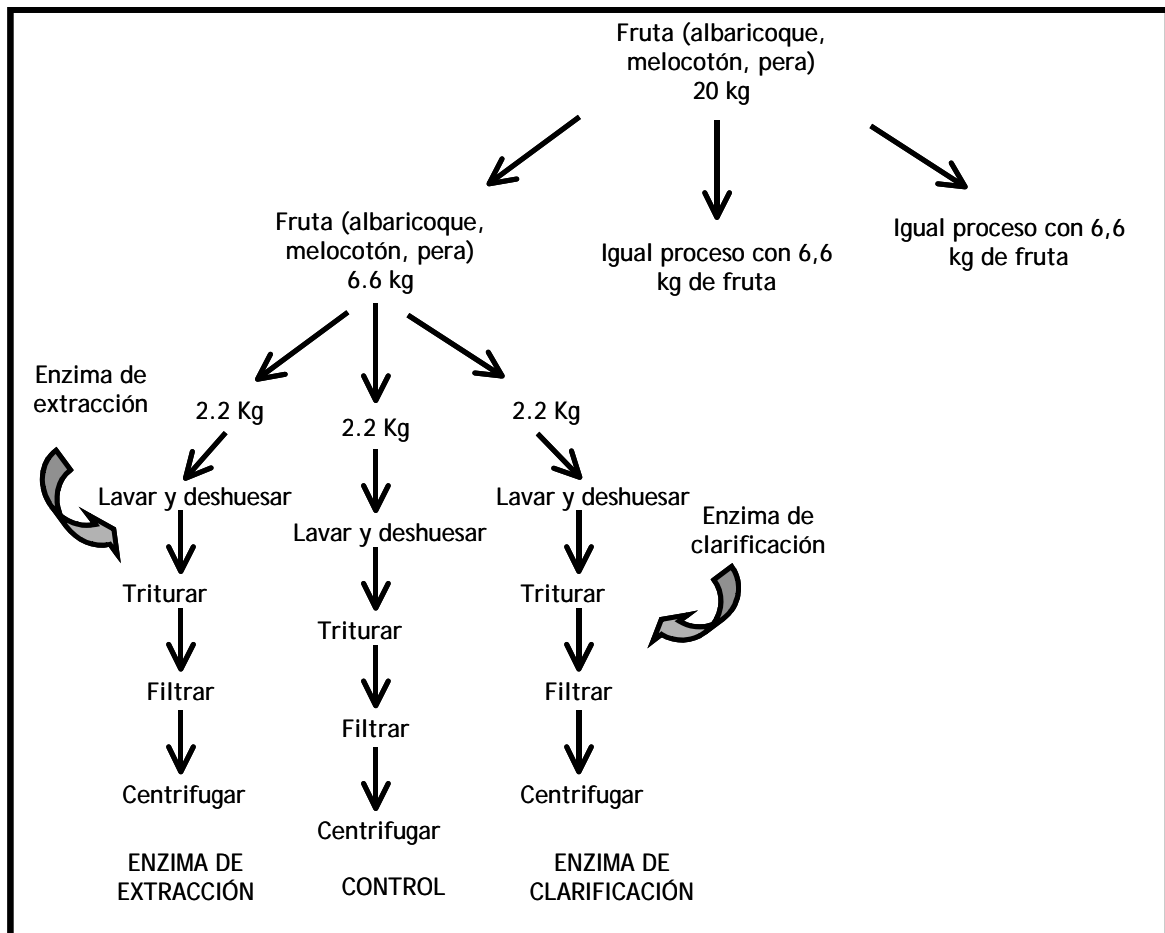 Fruta (albaricoque,
melocotón, pera)
20 kg
Fruta (albaricoque,
melocotón, pera)
6.6 kg
Igual proceso con 6,6
kg de fruta
Igual proceso con 6,6
kg de fruta
Enzima de
extracción
2.2 Kg
2.2 Kg
2.2 Kg
Lavar y deshuesar
Lavar y deshuesar
Lavar y deshuesar
Enzima de
clarificación
Triturar
Triturar
Triturar
Filtrar
Filtrar
Filtrar
Centrifugar
Centrifugar
Centrifugar
ENZIMA DE
EXTRACCIÓN
CONTROL
ENZIMA DE
CLARIFICACIÓN